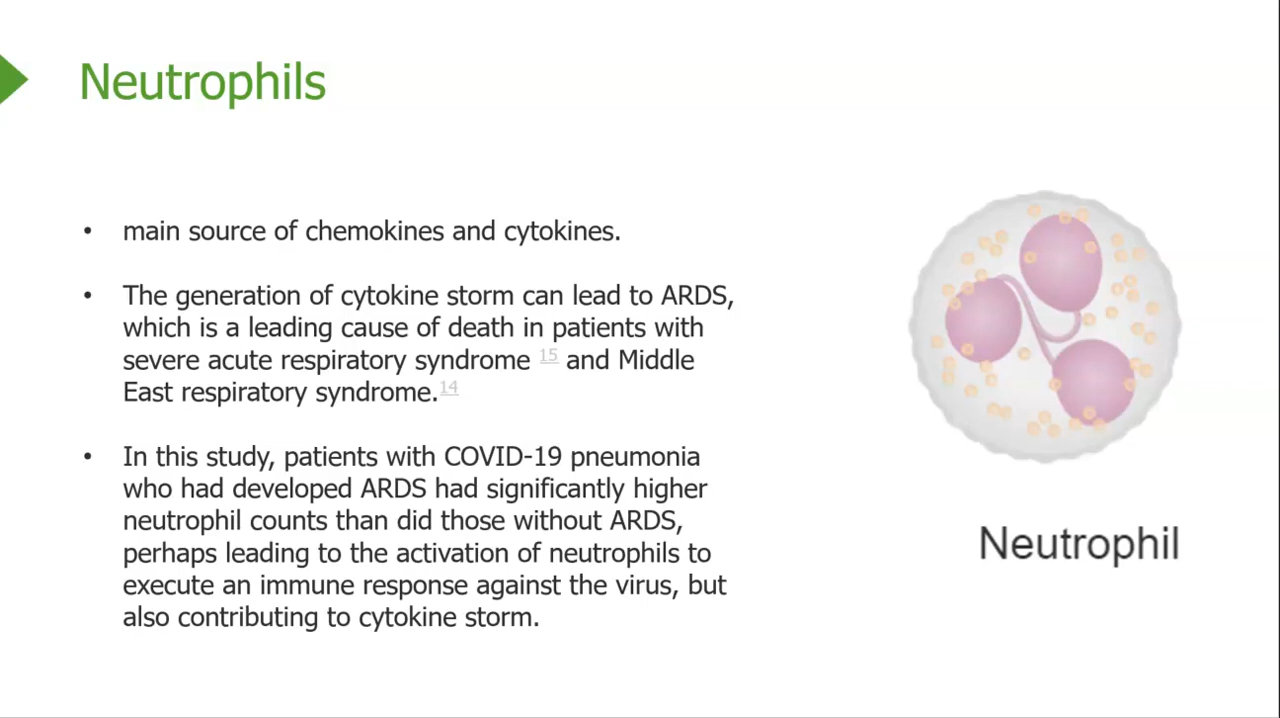 Neutrophils
• main source of chemokines and cytokines.
• The generation of cytokine storm can lead to ARDS,
which is a leading cause of death in patients with
severe acute respiratory syndrome 15 and Middle
East respiratory syndrome.14
• In this study, patients with COVID-19 pneumonia
who had developed ARDS had significantly higher
neutrophil counts than did those without ARDS,
perhaps leading to the activation of neutrophils to
execute an immune response against the virus, but
also contributing to cytokine storm.
Neutrophil